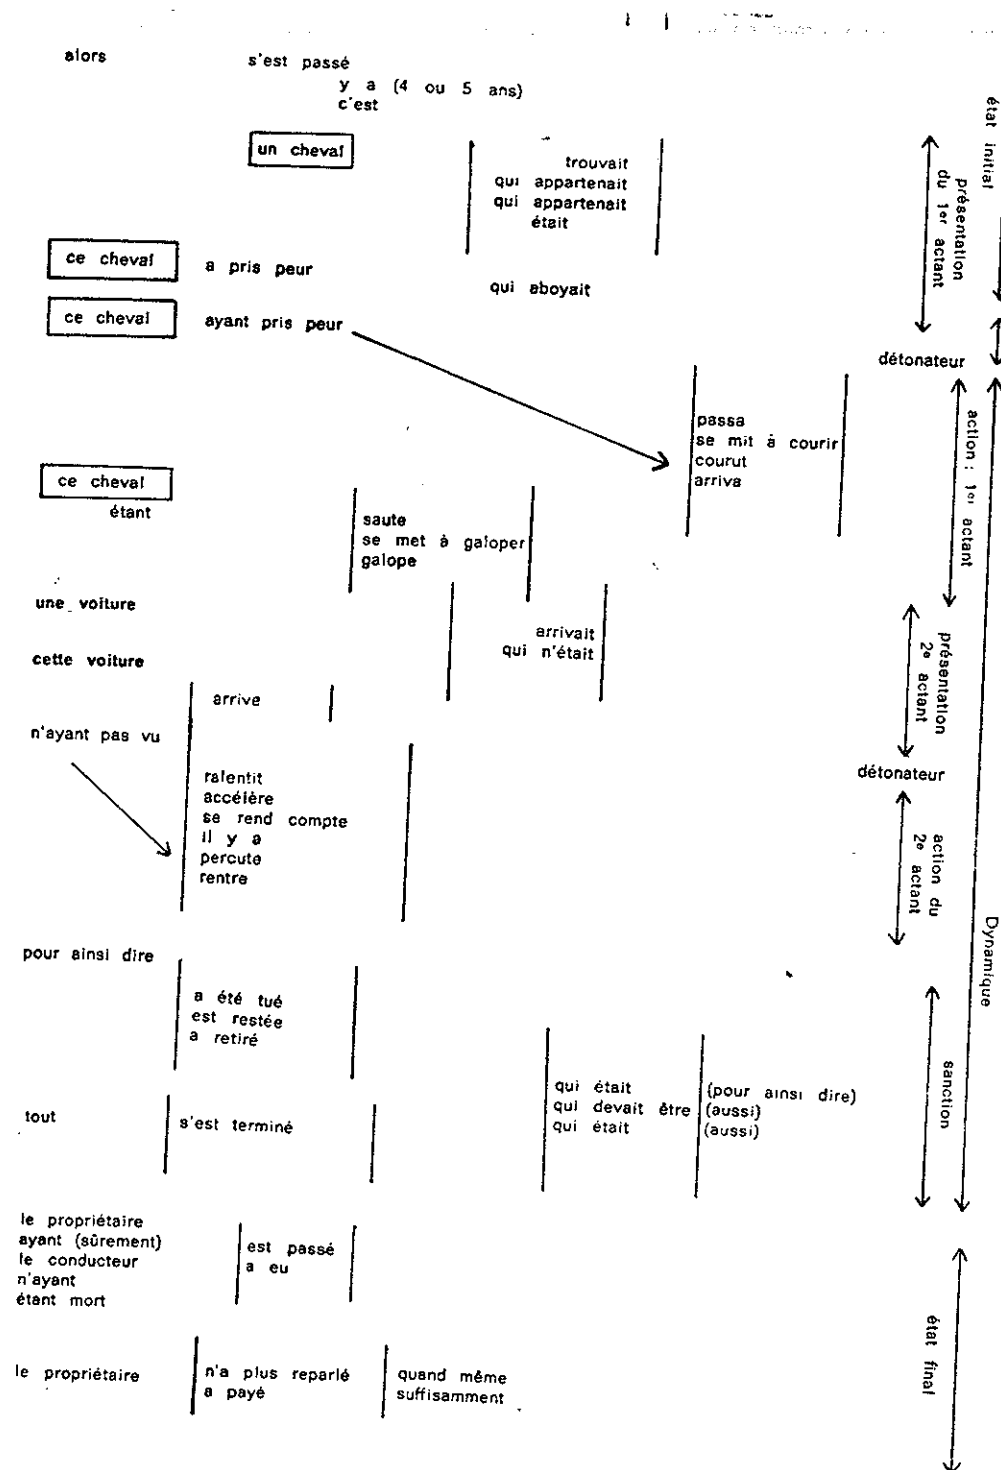 alors
s'est passé
y a (4 ou 5 ans)
c'est
un cheval
trouvait
qui appartenait
qui appartenait
était
ce cheval
a pris peur
qui aboyait
ce cheval
ayant pris peur
passa
se mit à courir
courut
arriva
ce cheval
étant
saute
se met à galoper
galope
une voiture
arrivait
qui n'était
cette voiture
arrive
n'ayant pas vu
ralentit
accélère
se rend compte
il y a
percute
rentre
pour ainsi dire
a été tué
est restée
a retiré
qui était (pour ainsi dire)
qui devait être (aussi)
qui était (aussi)
tout
s'est terminé
le propriétaire
ayant (sûrement)
le conducteur
n'ayant
étant mort
est passé
a eu
le propriétaire
n'a plus reparlé
a payé
quand même
suffisamment
état initial
présentation
du 1er actant
détonateur
action : 1er actant
présentation
2e actant
détonateur
action du
2e actant
Dynamique
sanction
état final